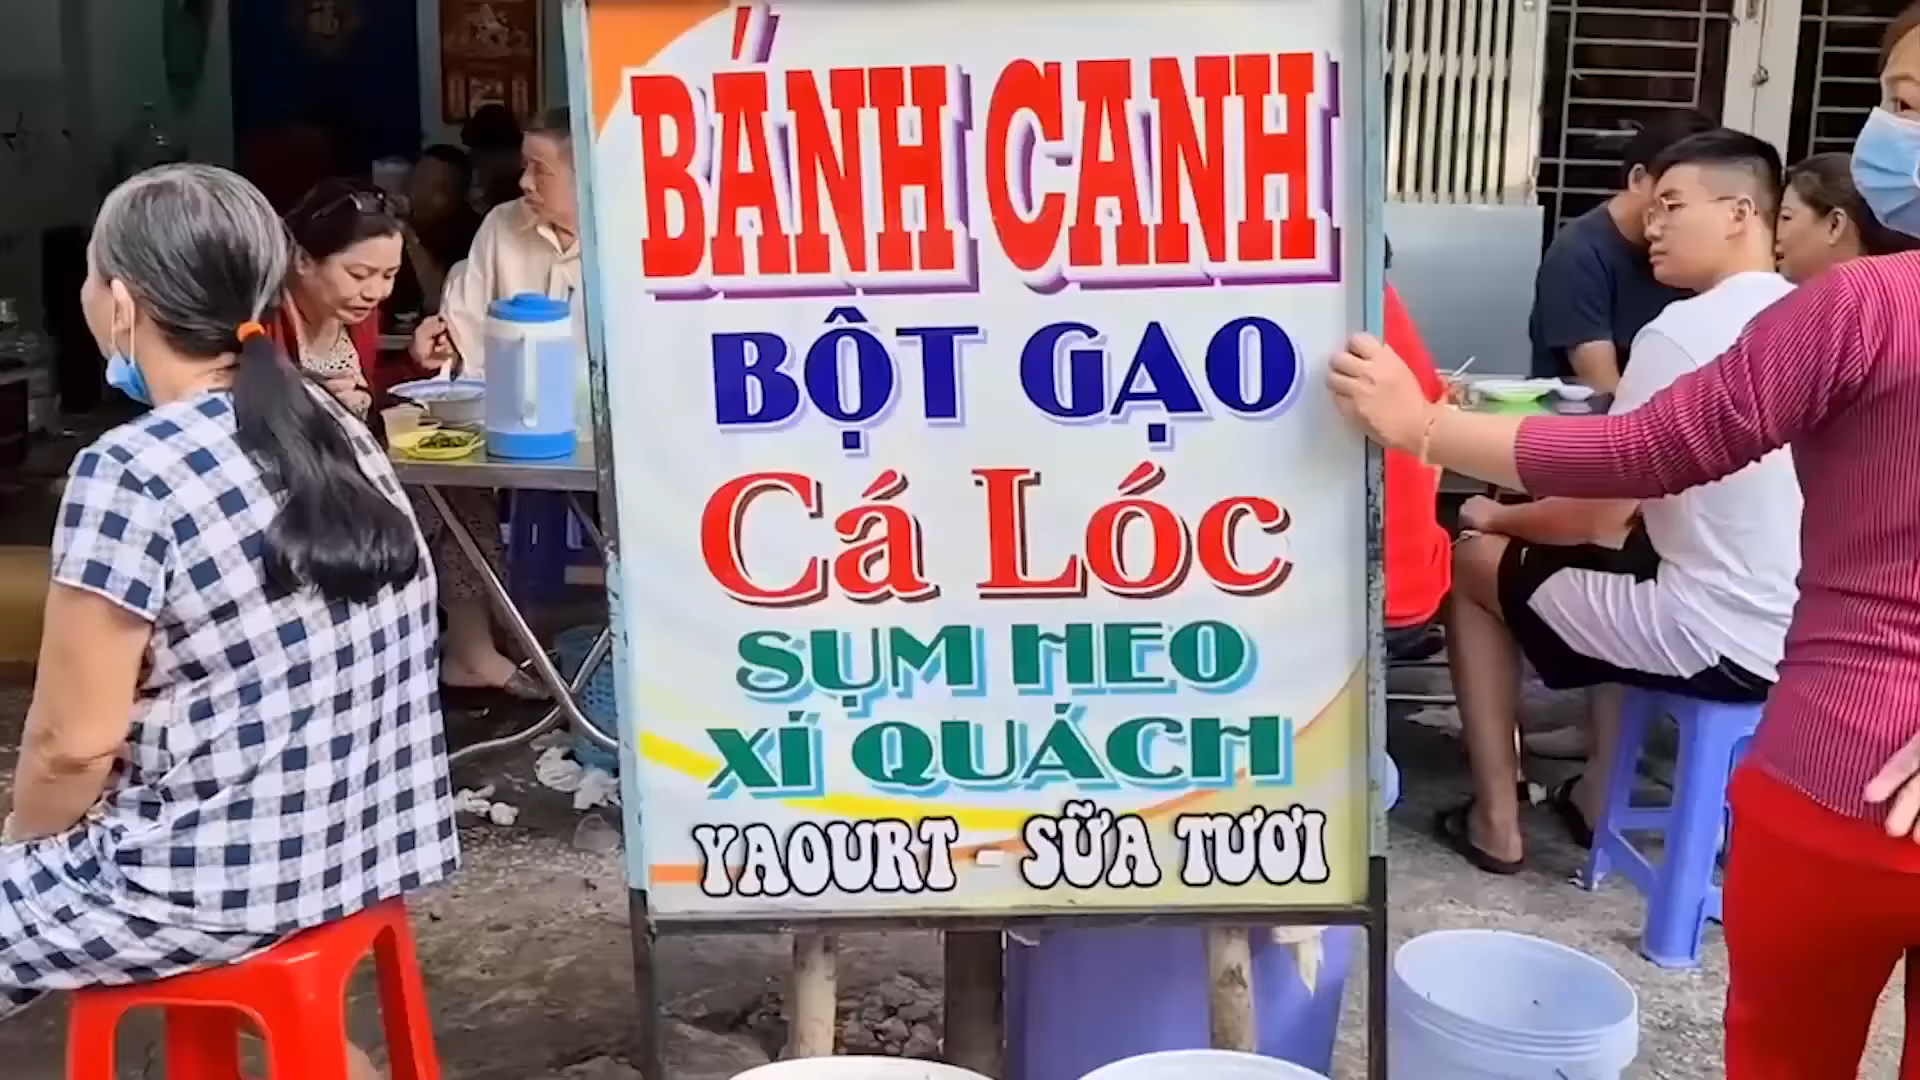 BÁNH CANH
BỘT GẠO
Cá Lóc
SỤM HEO
XÍ QUÁCH
YAOURT - SỮA TƯƠI